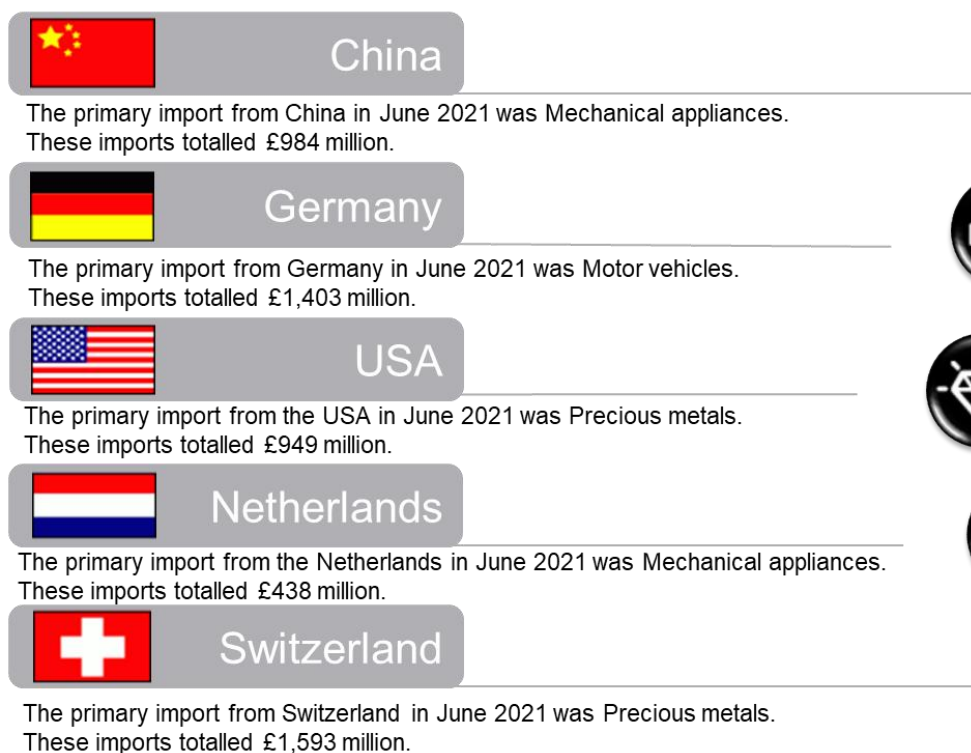 China
The primary import from China in June 2021 was Mechanical appliances.
These imports totalled £984 million.
Germany
The primary import from Germany in June 2021 was Motor vehicles.
These imports totalled £1,403 million.
USA
The primary import from the USA in June 2021 was Precious metals.
These imports totalled £949 million.
Netherlands
The primary import from the Netherlands in June 2021 was Mechanical appliances.
These imports totalled £438 million.
Switzerland
The primary import from Switzerland in June 2021 was Precious metals.
These imports totalled £1,593 million.